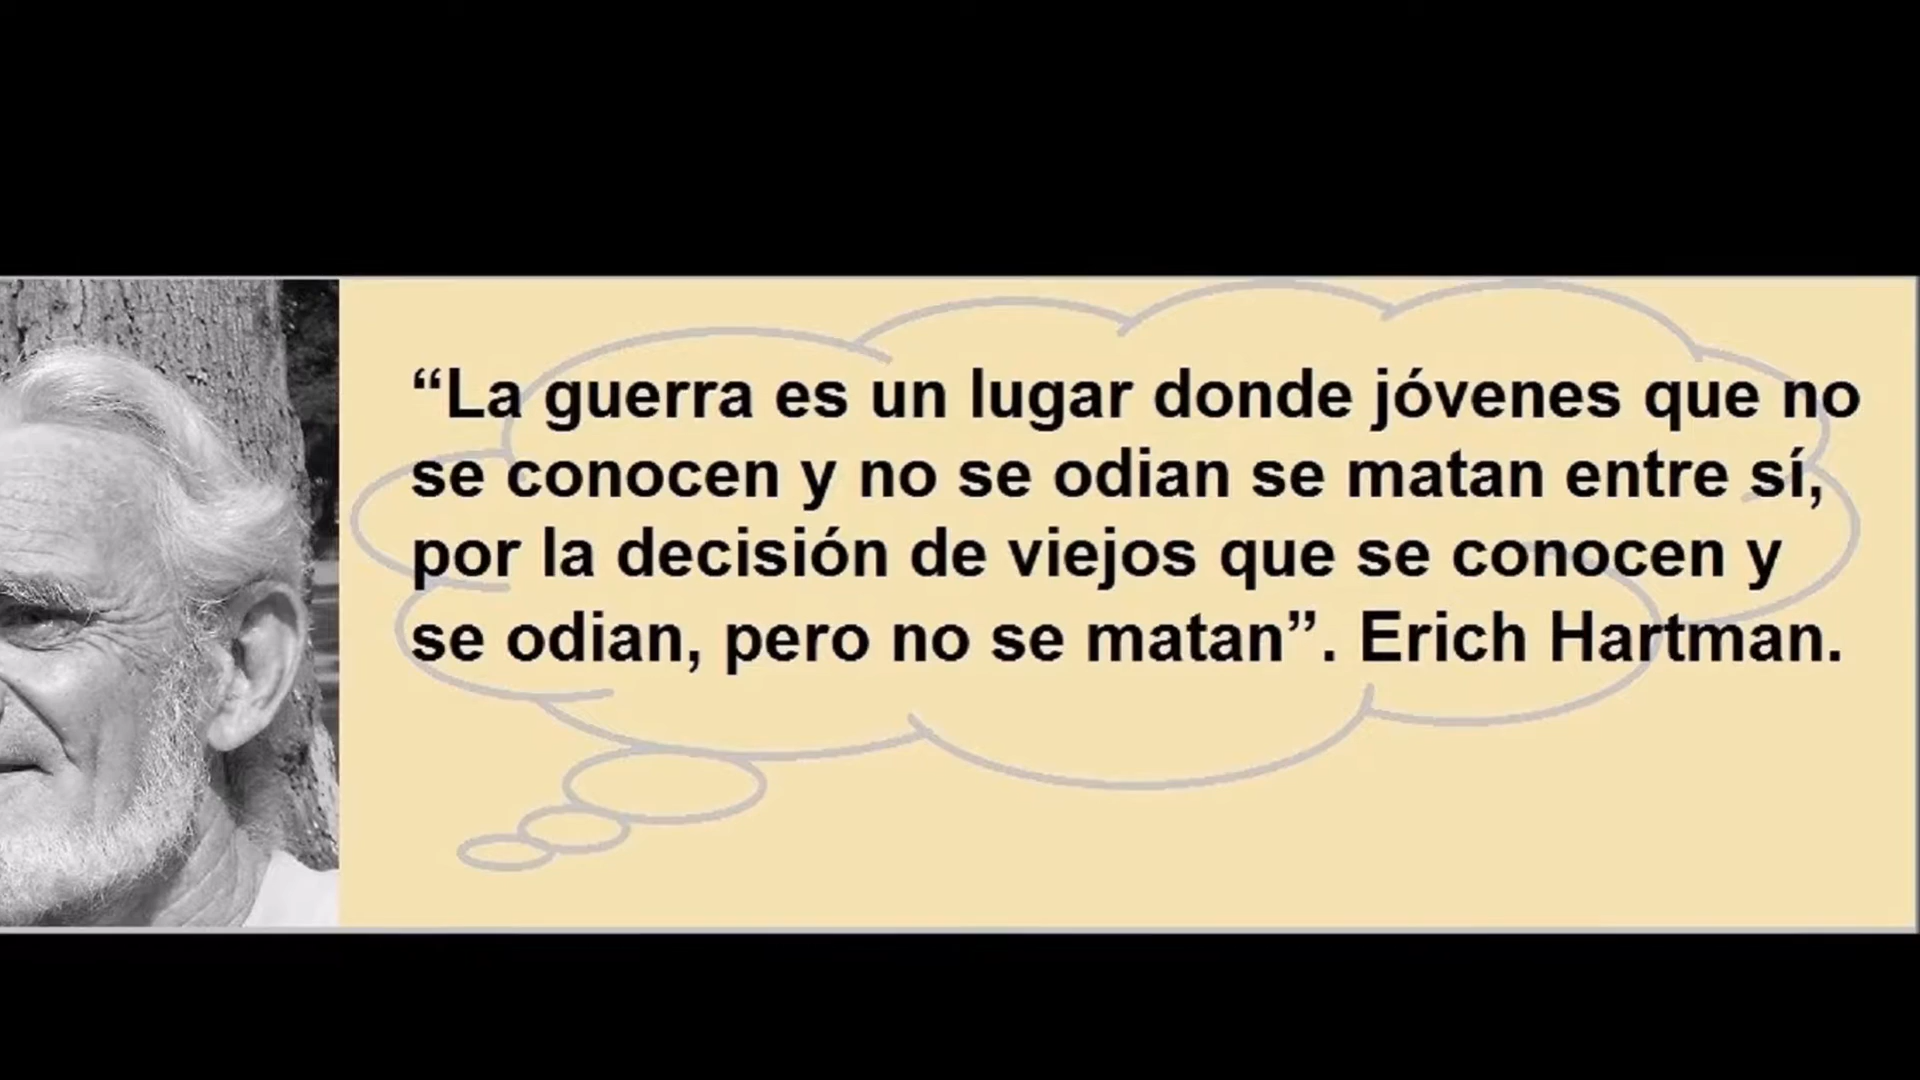 “La guerra es un lugar donde jóvenes que no
se conocen y no se odian se matan entre sí,
por la decisión de viejos que se conocen y
se odian, pero no se matan”. Erich Hartman.